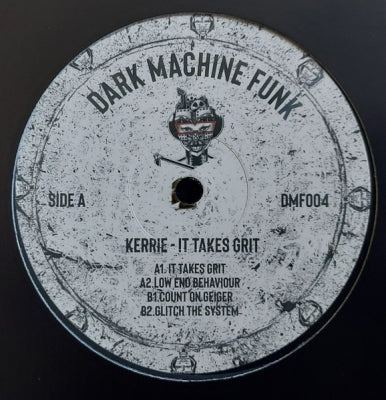 DARK MACHINE FUNK
SIDE A
DMF004
KERRIE - IT TAKES GRIT
A1. IT TAKES GRIT
A2.LOW END BEHAVIOUR
B1.COUNT ON GEIGER
B2.GLITCH THE SYSTEM